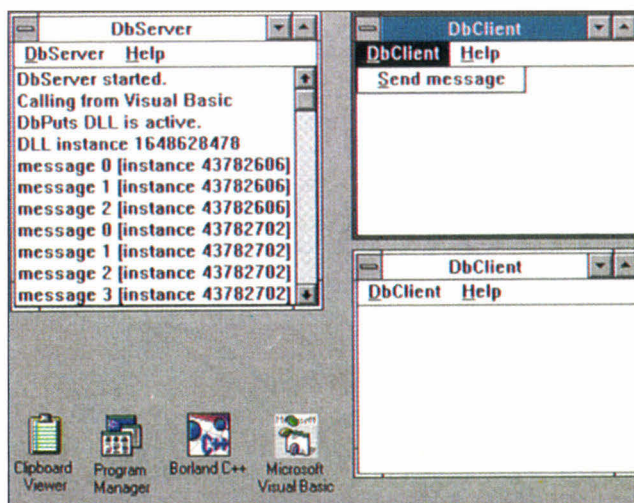 DbServer
DbServer Help
DbServer started.
Calling from Visual Basic
DbPuts DLL is active.
DLL instance 1648628478
message 0 [instance 43782606]
message 1 [instance 43782606]
message 2 [instance 43782606]
message 0 [instance 43782702]
message 1 [instance 43782702]
message 2 [instance 43782702]
message 3 [instance 43782702]
DbClient
DbClient Help
Send message
DbClient
DbClient Help
Clipboard
Viewer
Program
Manager
Borland C++
Microsoft
Visual Basic